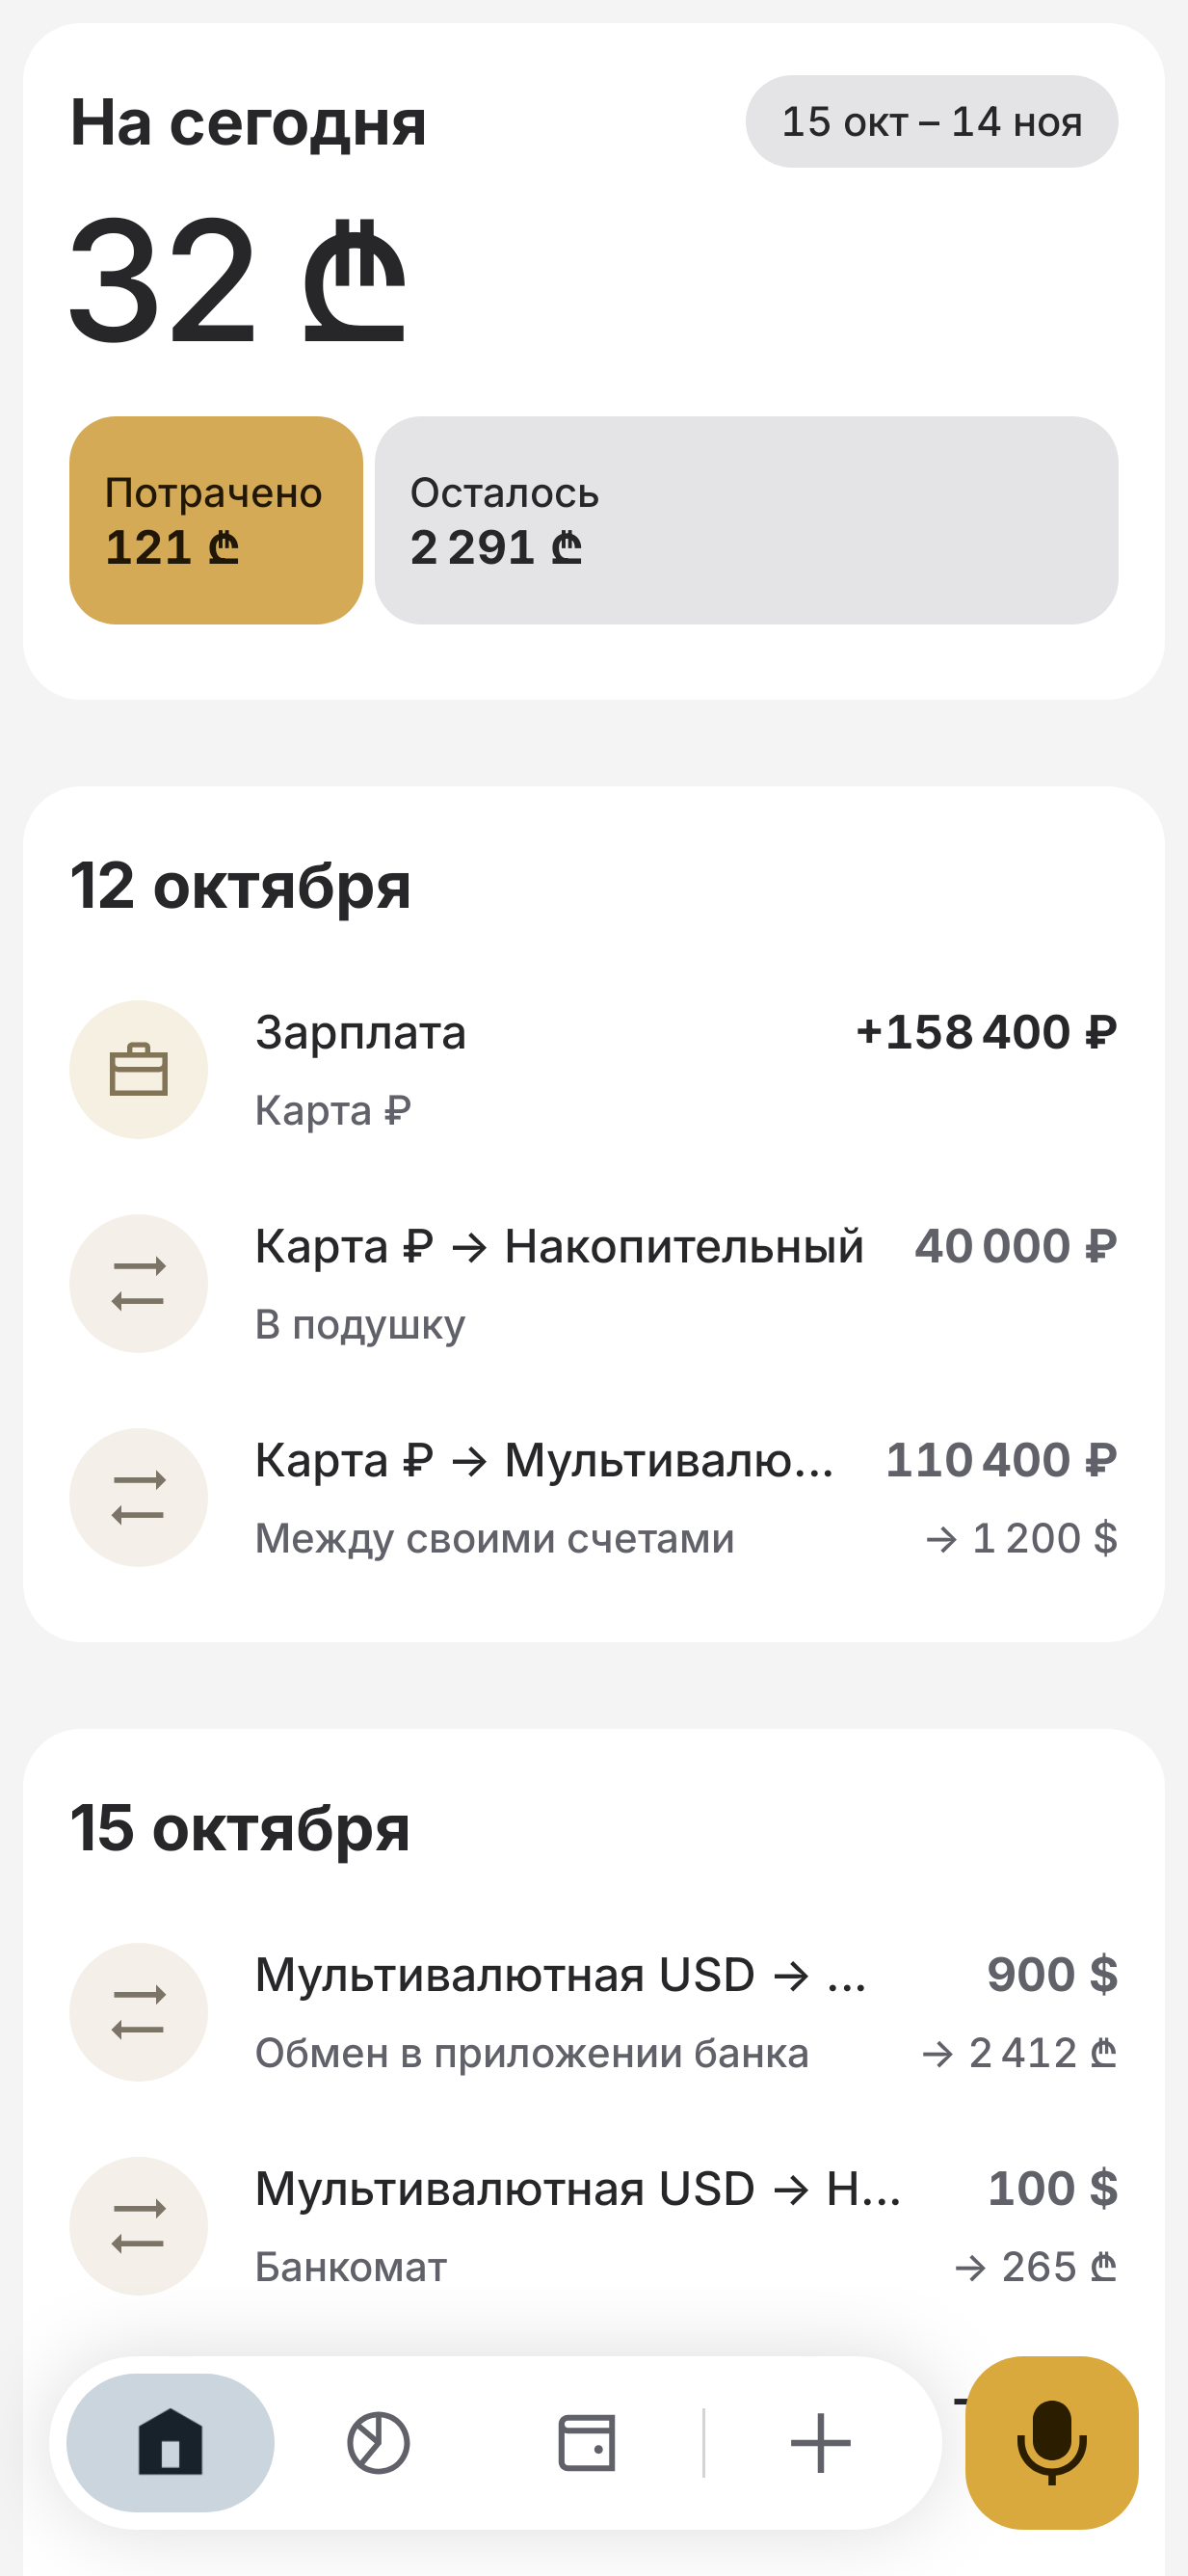 На сегодня
15 окт – 14 ноя
32 ₾
Потрачено
121 ₾
Осталось
2 291 ₾
12 октября
Зарплата
+158 400 ₽
Карта ₽
Карта ₽ → Накопительный
40 000 ₽
В подушку
Карта ₽ → Мультивалю...
110 400 ₽
Между своими счетами
→ 1 200 $
15 октября
Мультивалютная USD → ...
900 $
Обмен в приложении банка
→ 2 412 ₾
Мультивалютная USD → Н...
100 $
Банкомат
→ 265 ₾